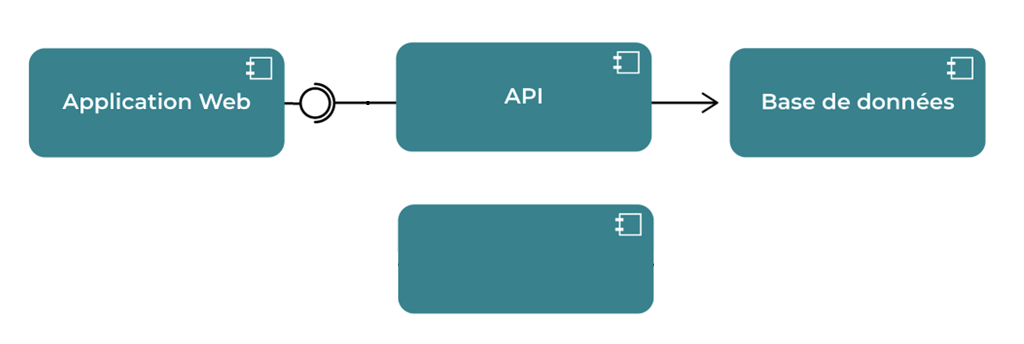 Application Web
API
Base de données